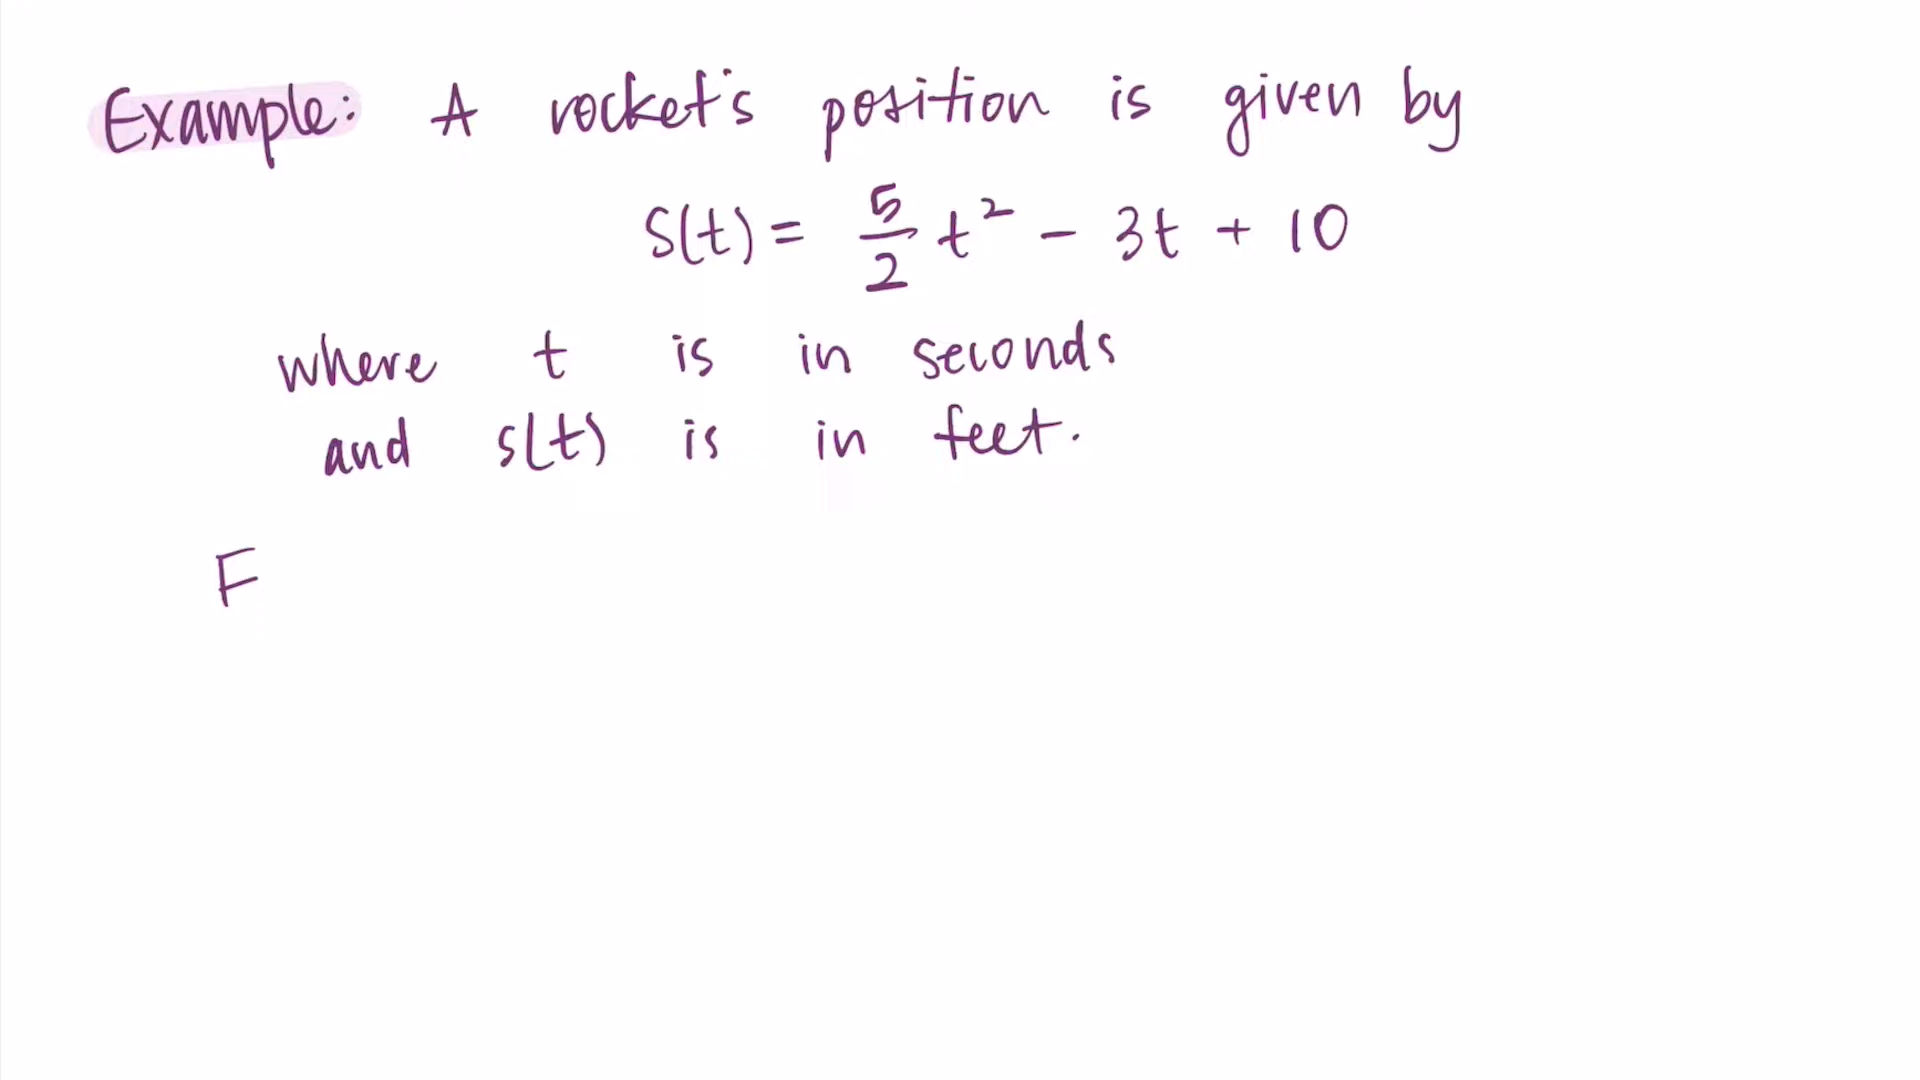 Example: A rocket's position is given by
S(t) = 5/2 t² - 3t + 10
where t is in seconds
and s(t) is in feet.
F